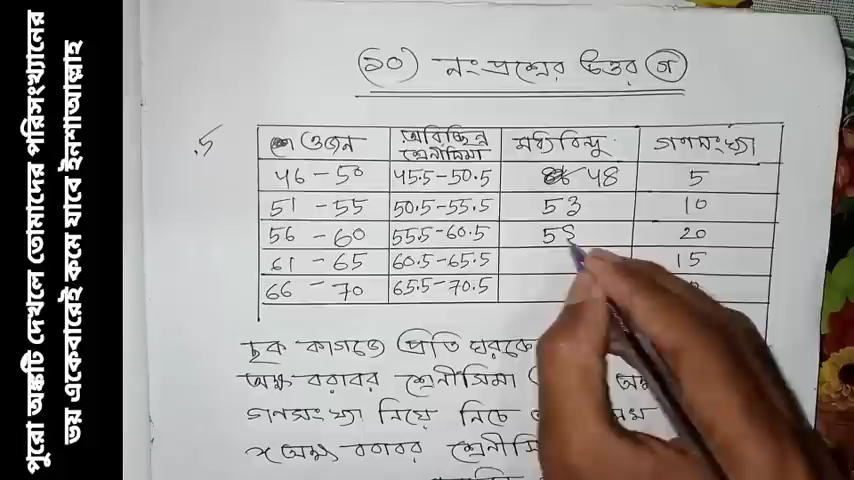 পুরো অঙ্কটি দেখলে তোমাদের পরিসংখ্যানের
ভয় একেবারেই কমে যাবে ইনশাআল্লাহ
১০ নং প্রশ্নের উত্তর গ
.5
ওজন অবিচ্ছিন্ন শ্রেণীসিমা মধ্যবিন্দু গণসংখ্যা
46 – 50 45.5 – 50.5 48 5
51 – 55 50.5 – 55.5 53 10
56 – 60 55.5 – 60.5 58 20
61 – 65 60.5 – 65.5 15
66 – 70 65.5 – 70.5
ছক কাগজে প্রতি ঘরকে
অক্ষ বরাবর শ্রেণীসিমা
গণসংখ্যা নিয়ে নিচে
x অক্ষ বরাবর